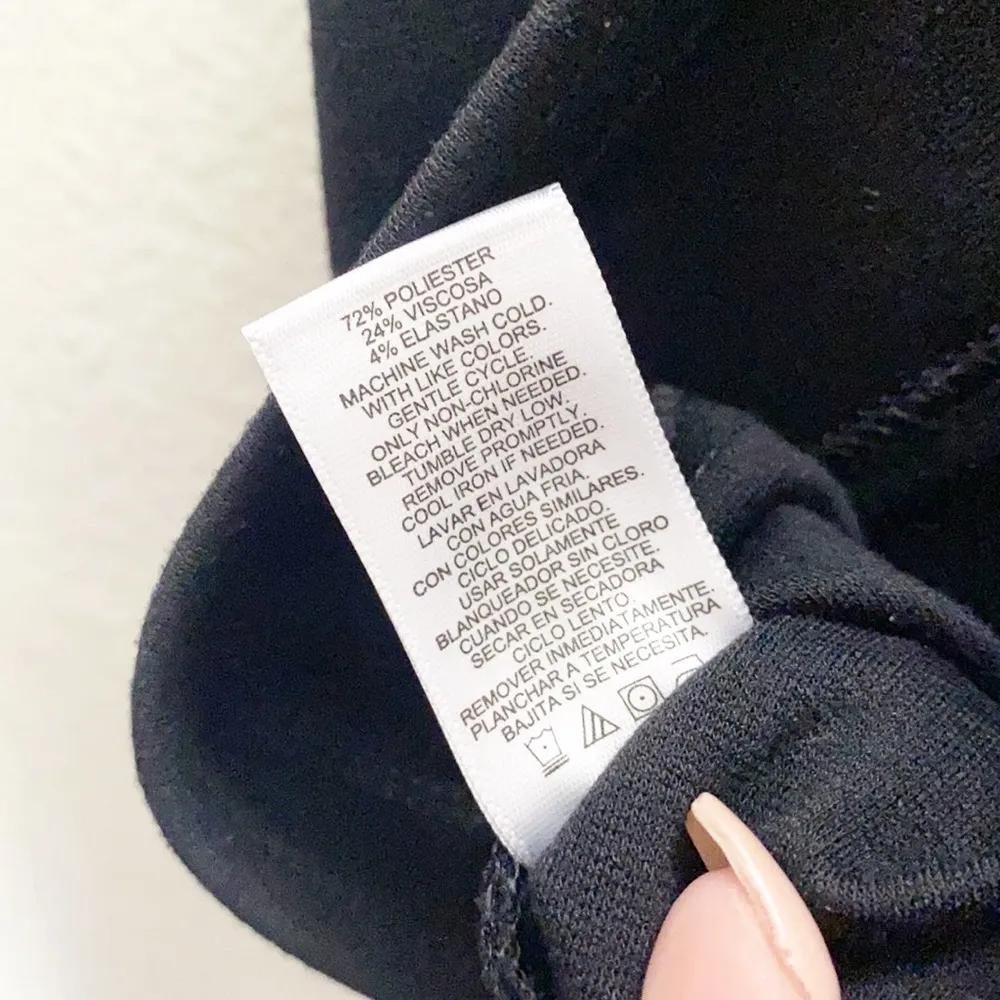 72% POLIESTER
24% VISCOSA
4% ELASTANO
MACHINE WASH COLD.
WITH LIKE COLORS.
GENTLE CYCLE.
ONLY NON-CHLORINE
BLEACH WHEN NEEDED.
TUMBLE DRY LOW.
REMOVE PROMPTLY.
COOL IRON IF NEEDED.
LAVAR EN LAVADORA
CON AGUA FRIA.
CON COLORES SIMILARES.
CICLO DELICADO.
USAR SOLAMENTE
BLANQUEADOR SIN CLORO
CUANDO SE NECESITE.
SECAR EN SECADORA
CICLO LENTO.
REMOVER INMEDIATAMENTE.
PLANCHAR A TEMPERATURA
BAJITA SI SE NECESITA.